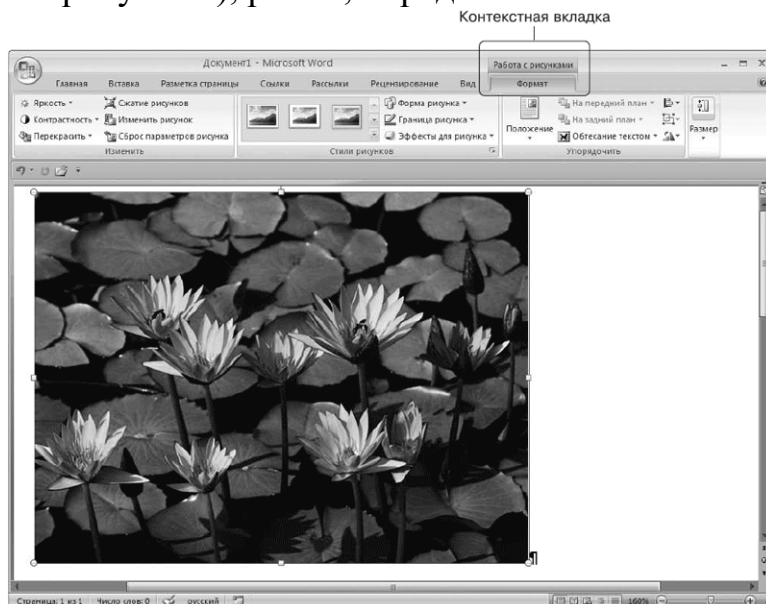 Контекстная вкладка
Документ1 - Microsoft Word
Работа с рисунками
Главная Вставка Разметка страницы Ссылки Рассылки Рецензирование Вид Формат
Яркость Сжатие рисунков Форма рисунка На передний план
Контрастность Изменить рисунок Граница рисунка Положение На задний план Размер
Перекрасить Сброс параметров рисунка Эффекты для рисунка Обтекание текстом
Изменить Стили рисунков Упорядочить
¶
Страница: 1 из 1 Число слов: 0 русский 160%